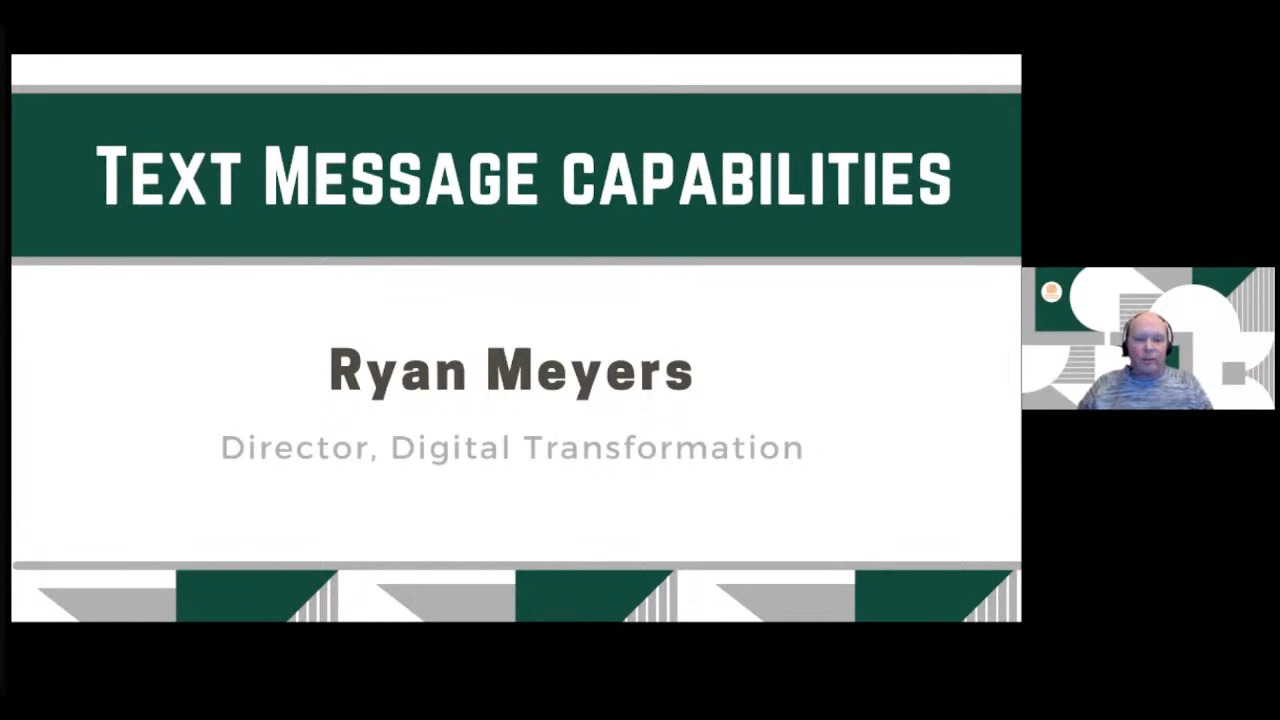 Text Message capabilities
Ryan Meyers
Director, Digital Transformation